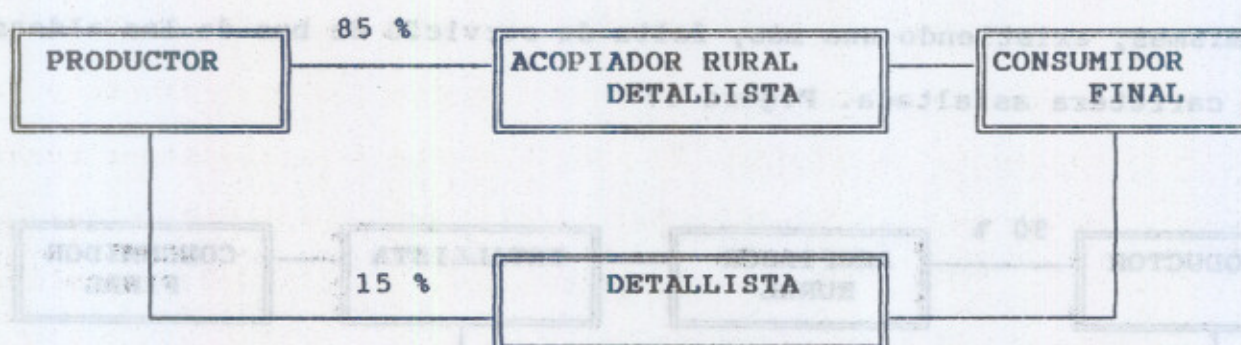 85 %
PRODUCTOR
ACOPIADOR RURAL
DETALLISTA
CONSUMIDOR
FINAL
15 %
DETALLISTA